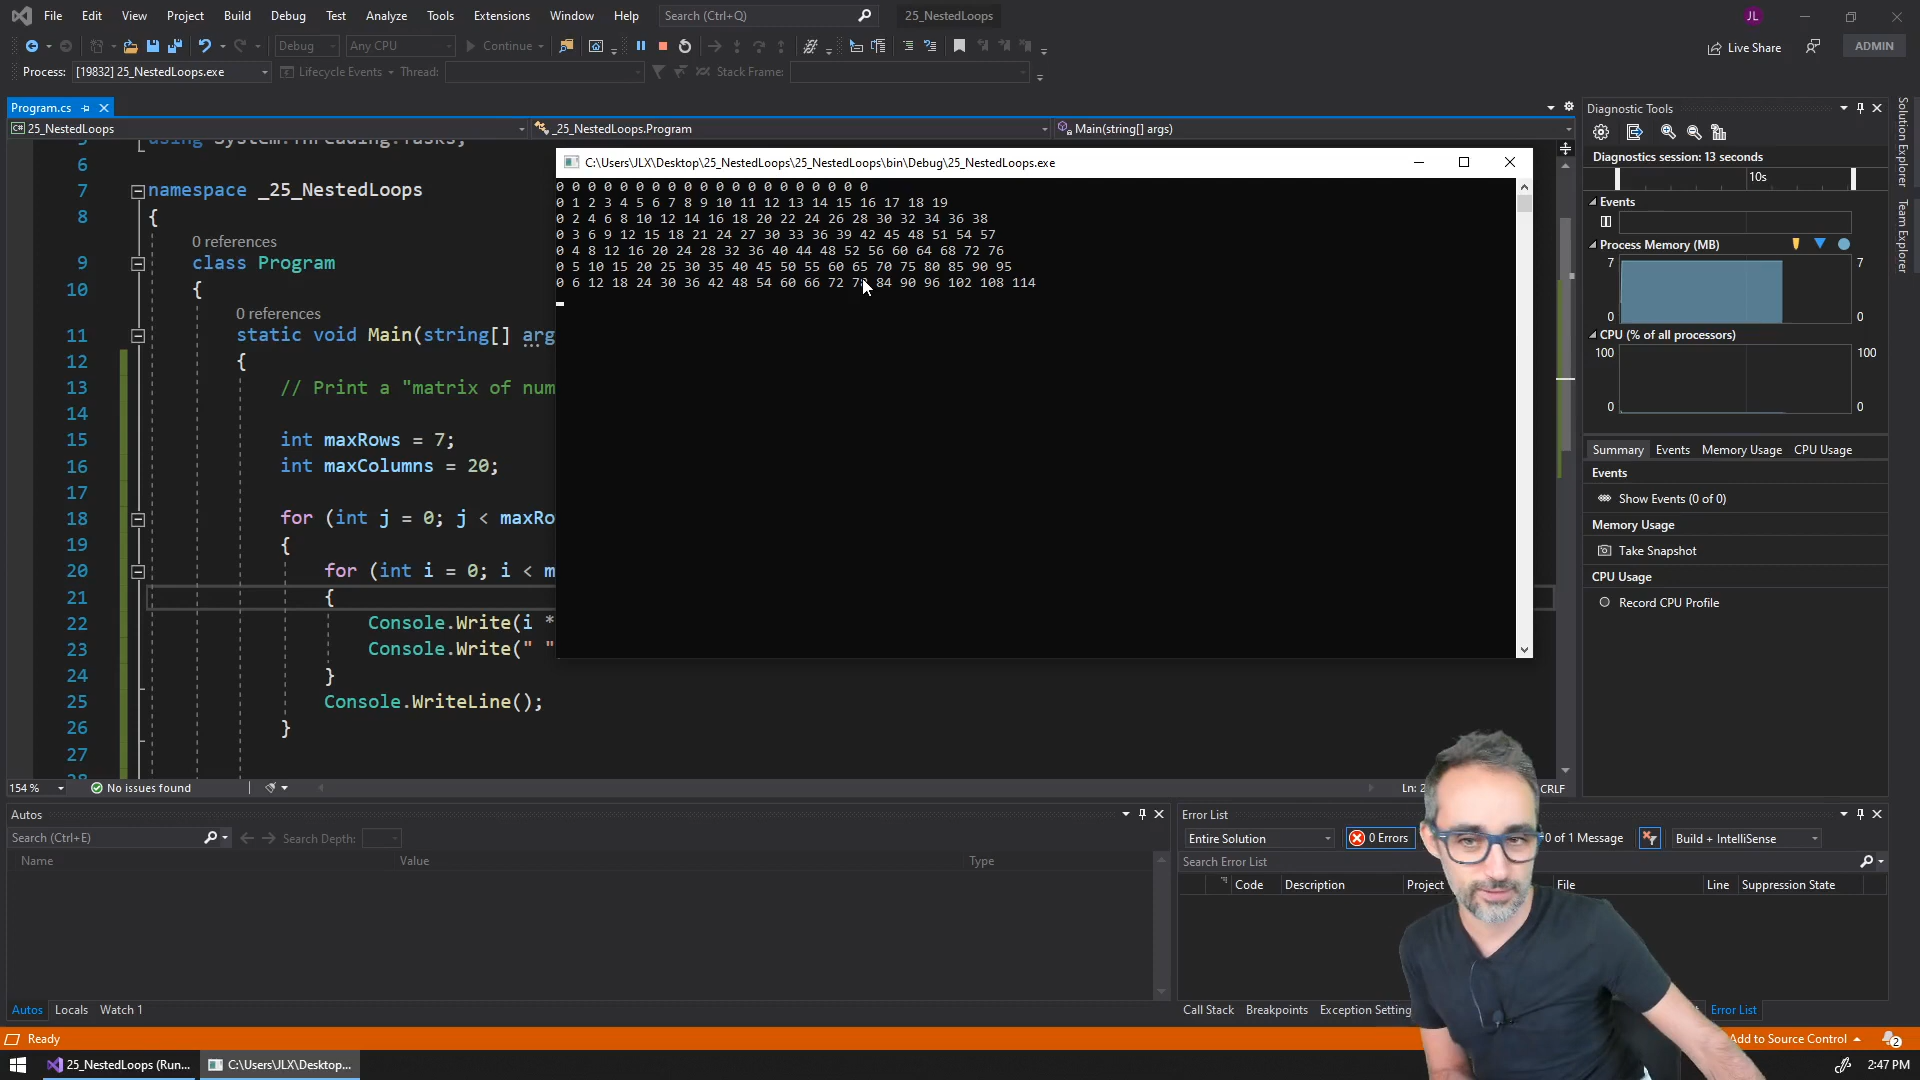 File Edit View Project Build Debug Test Analyze Tools Extensions Window Help Search (Ctrl+Q) 25_NestedLoops JL
Debug Any CPU Continue Live Share ADMIN
Process: [19832] 25_NestedLoops.exe Lifecycle Events Thread: Stack Frame:
Program.cs
25_NestedLoops _25_NestedLoops.Program Main(string[] args)
5 using System.Threading.Tasks;
6
7 namespace _25_NestedLoops
8 {
0 references
9 class Program
10 {
0 references
11 static void Main(string[] arg
12 {
13 // Print a "matrix of num
14
15 int maxRows = 7;
16 int maxColumns = 20;
17
18 for (int j = 0; j < maxRo
19 {
20 for (int i = 0; i < m
21 {
22 Console.Write(i *
23 Console.Write(" "
24 }
25 Console.WriteLine();
26 }
27
28
C:\Users\JLX\Desktop\25_NestedLoops\25_NestedLoops\bin\Debug\25_NestedLoops.exe
0 0 0 0 0 0 0 0 0 0 0 0 0 0 0 0 0 0 0 0
0 1 2 3 4 5 6 7 8 9 10 11 12 13 14 15 16 17 18 19
0 2 4 6 8 10 12 14 16 18 20 22 24 26 28 30 32 34 36 38
0 3 6 9 12 15 18 21 24 27 30 33 36 39 42 45 48 51 54 57
0 4 8 12 16 20 24 28 32 36 40 44 48 52 56 60 64 68 72 76
0 5 10 15 20 25 30 35 40 45 50 55 60 65 70 75 80 85 90 95
0 6 12 18 24 30 36 42 48 54 60 66 72 78 84 90 96 102 108 114
154 % No issues found Ln: 2 CRLF
Diagnostic Tools
Diagnostics session: 13 seconds
10s
Events
Process Memory (MB)
7 7
0 0
CPU (% of all processors)
100 100
0 0
Summary Events Memory Usage CPU Usage
Events
Show Events (0 of 0)
Memory Usage
Take Snapshot
CPU Usage
Record CPU Profile
Solution Explorer
Team Explorer
Autos
Search (Ctrl+E) Search Depth:
Name Value Type
Autos Locals Watch 1
Error List
Entire Solution 0 Errors 0 of 1 Message Build + IntelliSense
Search Error List
Code Description Project File Line Suppression State
Call Stack Breakpoints Exception Setting Error List
Ready Add to Source Control 2
25_NestedLoops (Run... C:\Users\JLX\Desktop... 2:47 PM